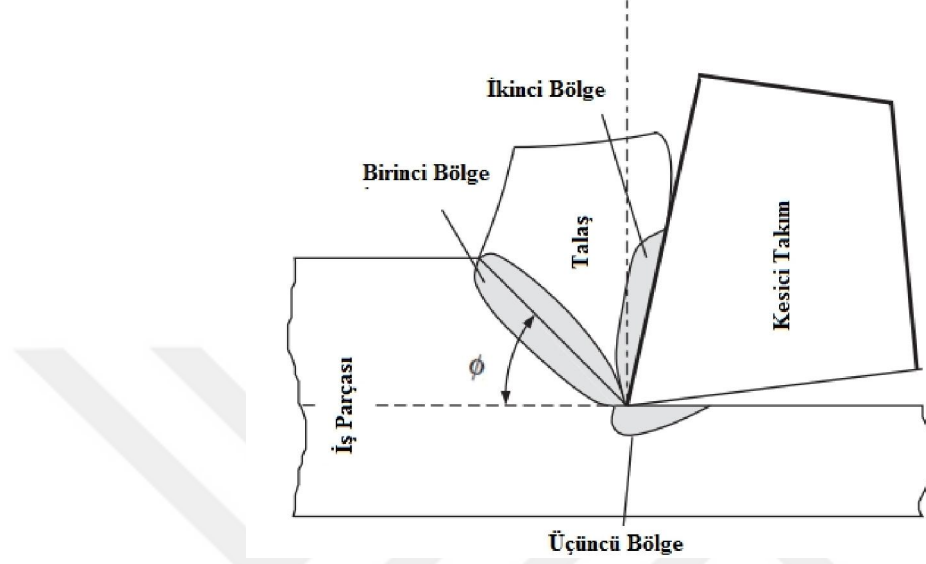 İkinci Bölge
Birinci Bölge
Talaş
Kesici Takım
ϕ
İş Parçası
Üçüncü Bölge